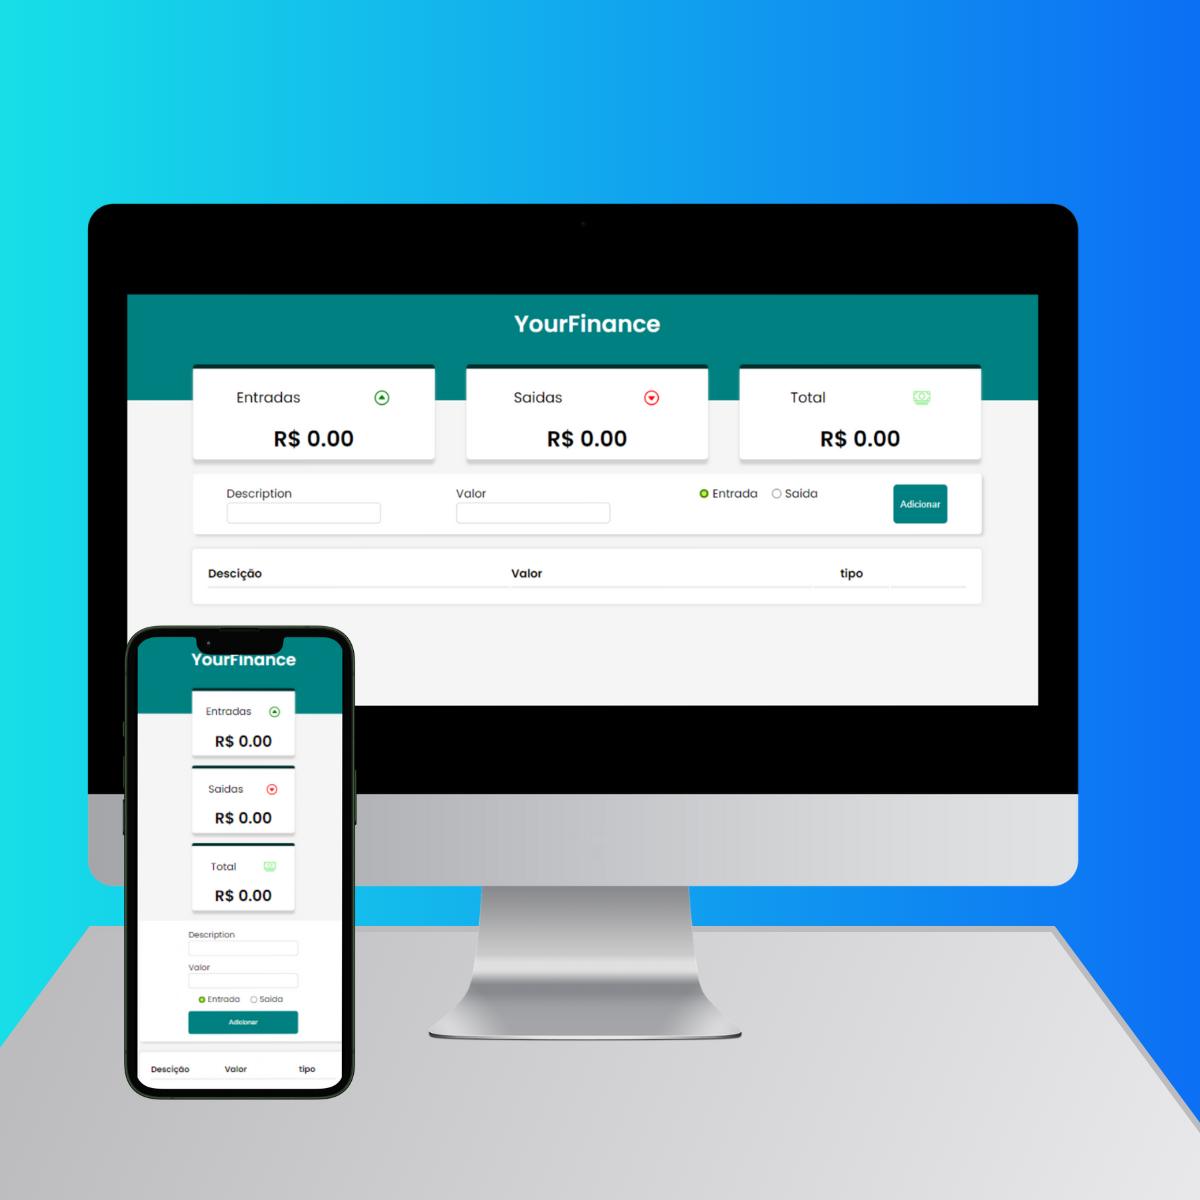 YourFinance
Entradas
R$ 0.00
Saidas
R$ 0.00
Total
R$ 0.00
Description
Valor
Entrada Saida
Adicionar
Descição Valor tipo
YourFinance
Entradas
R$ 0.00
Saidas
R$ 0.00
Total
R$ 0.00
Description
Valor
Entrada Saida
Adicionar
Descição Valor tipo